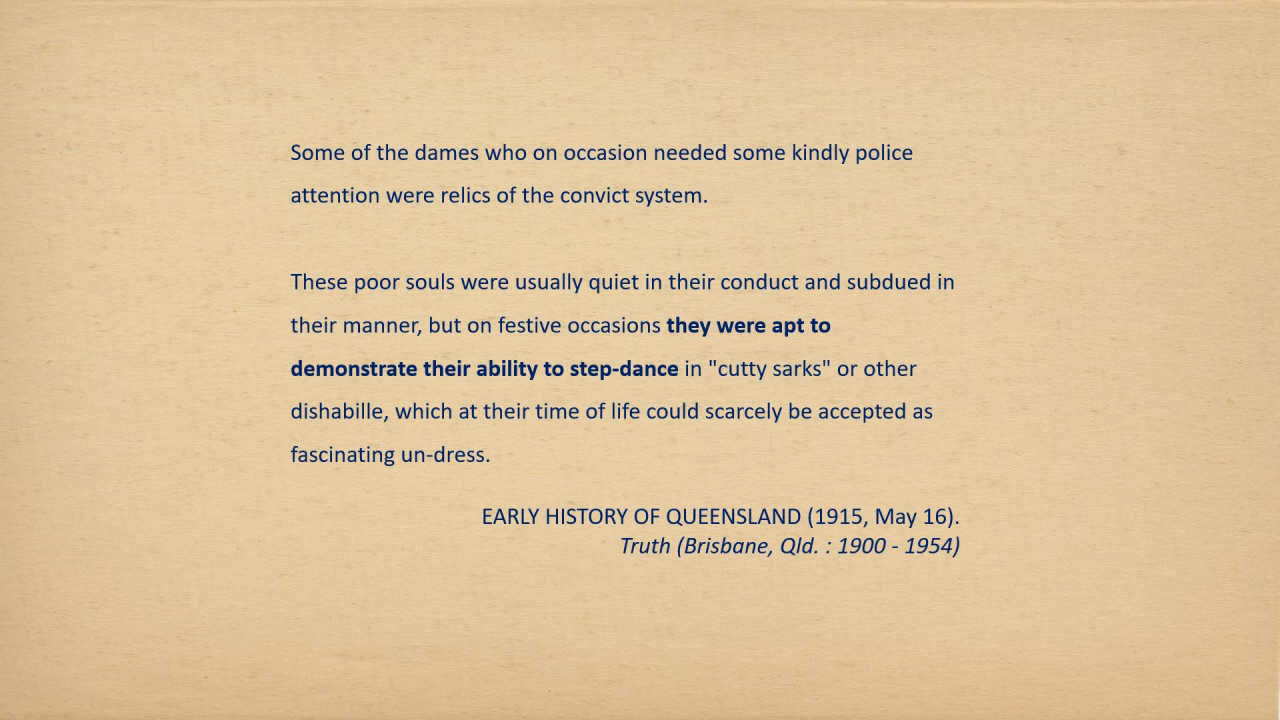 Some of the dames who on occasion needed some kindly police
attention were relics of the convict system.
These poor souls were usually quiet in their conduct and subdued in
their manner, but on festive occasions they were apt to
demonstrate their ability to step-dance in "cutty sarks" or other
dishabille, which at their time of life could scarcely be accepted as
fascinating un-dress.
EARLY HISTORY OF QUEENSLAND (1915, May 16).
Truth (Brisbane, Qld. : 1900 - 1954)